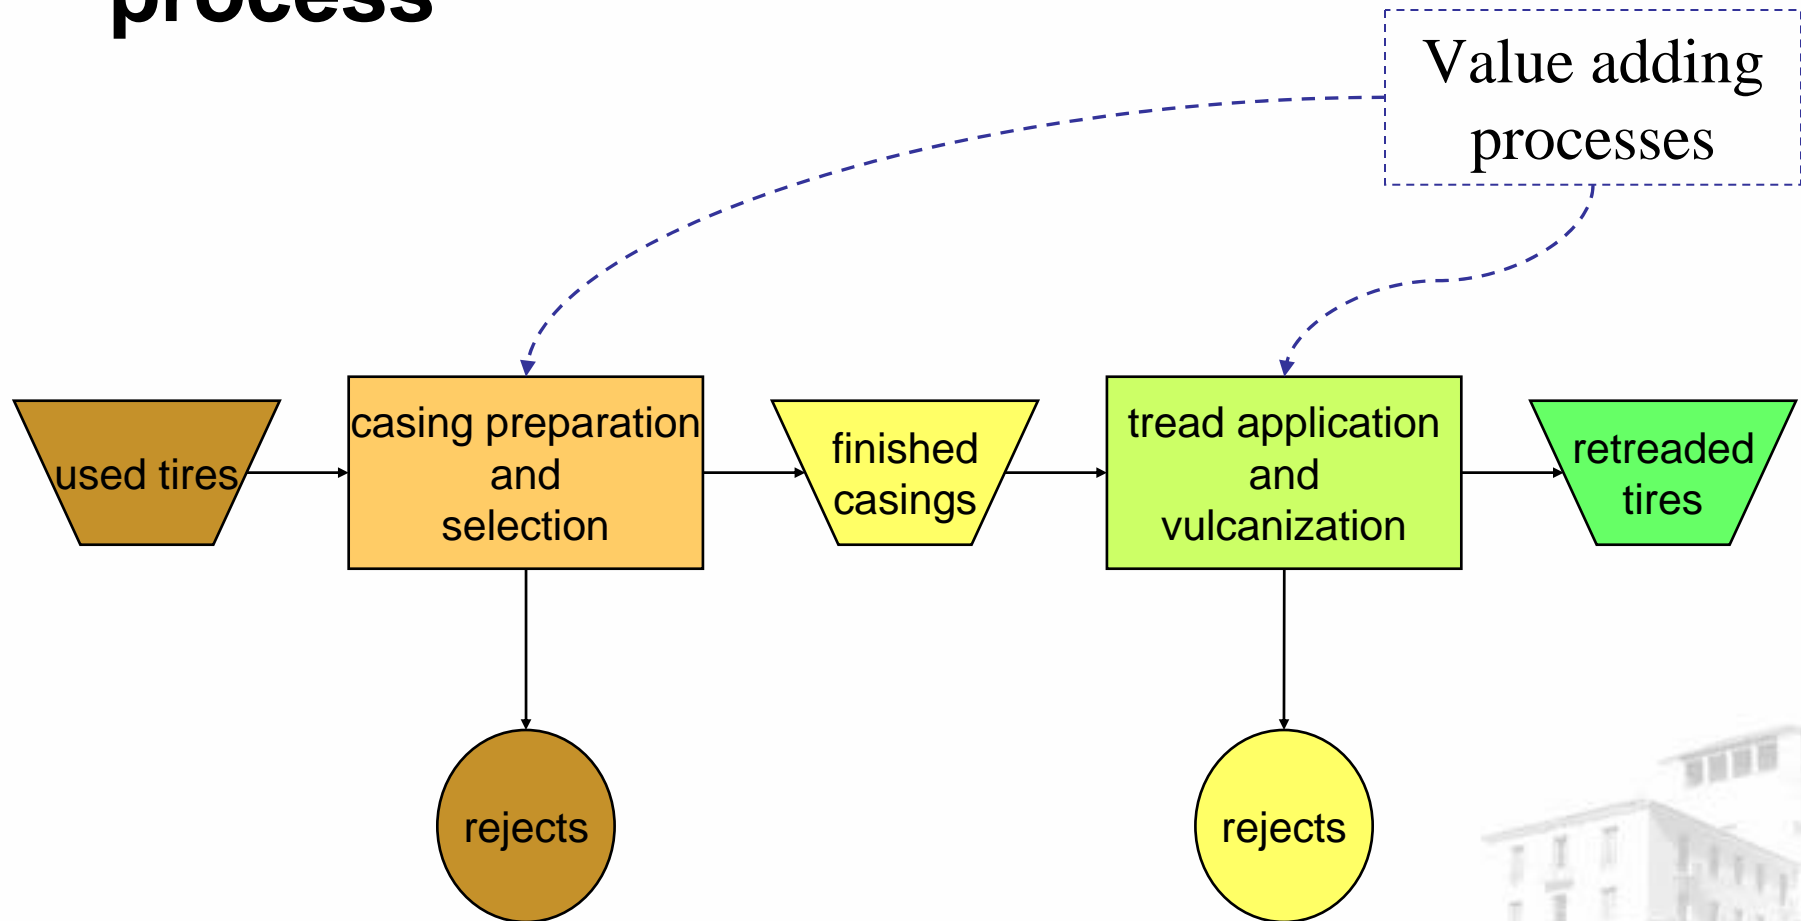 process
Value adding
processes
used tires
casing preparation
and
selection
finished
casings
tread application
and
vulcanization
retreaded
tires
rejects
rejects